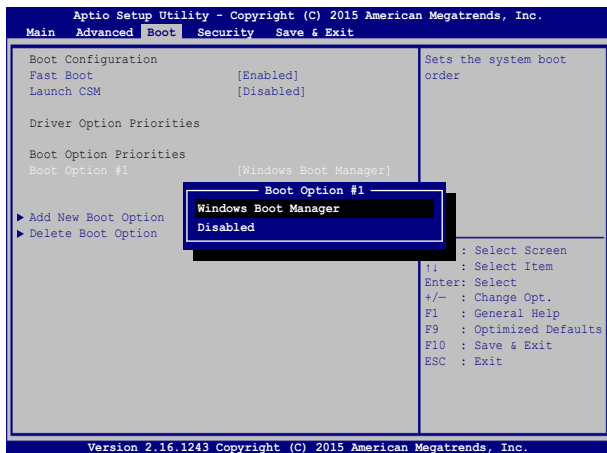 Aptio Setup Utility - Copyright (C) 2015 American Megatrends, Inc.
Main Advanced Boot Security Save & Exit
Boot Configuration
Fast Boot [Enabled]
Launch CSM [Disabled]
Driver Option Priorities
Boot Option Priorities
Boot Option #1 [Windows Boot Manager]
Add New Boot Option
Delete Boot Option
Boot Option #1
Windows Boot Manager
Disabled
Sets the system boot
order
: Select Screen
↑↓ : Select Item
Enter: Select
+/— : Change Opt.
F1 : General Help
F9 : Optimized Defaults
F10 : Save & Exit
ESC : Exit
Version 2.16.1243 Copyright (C) 2015 American Megatrends, Inc.